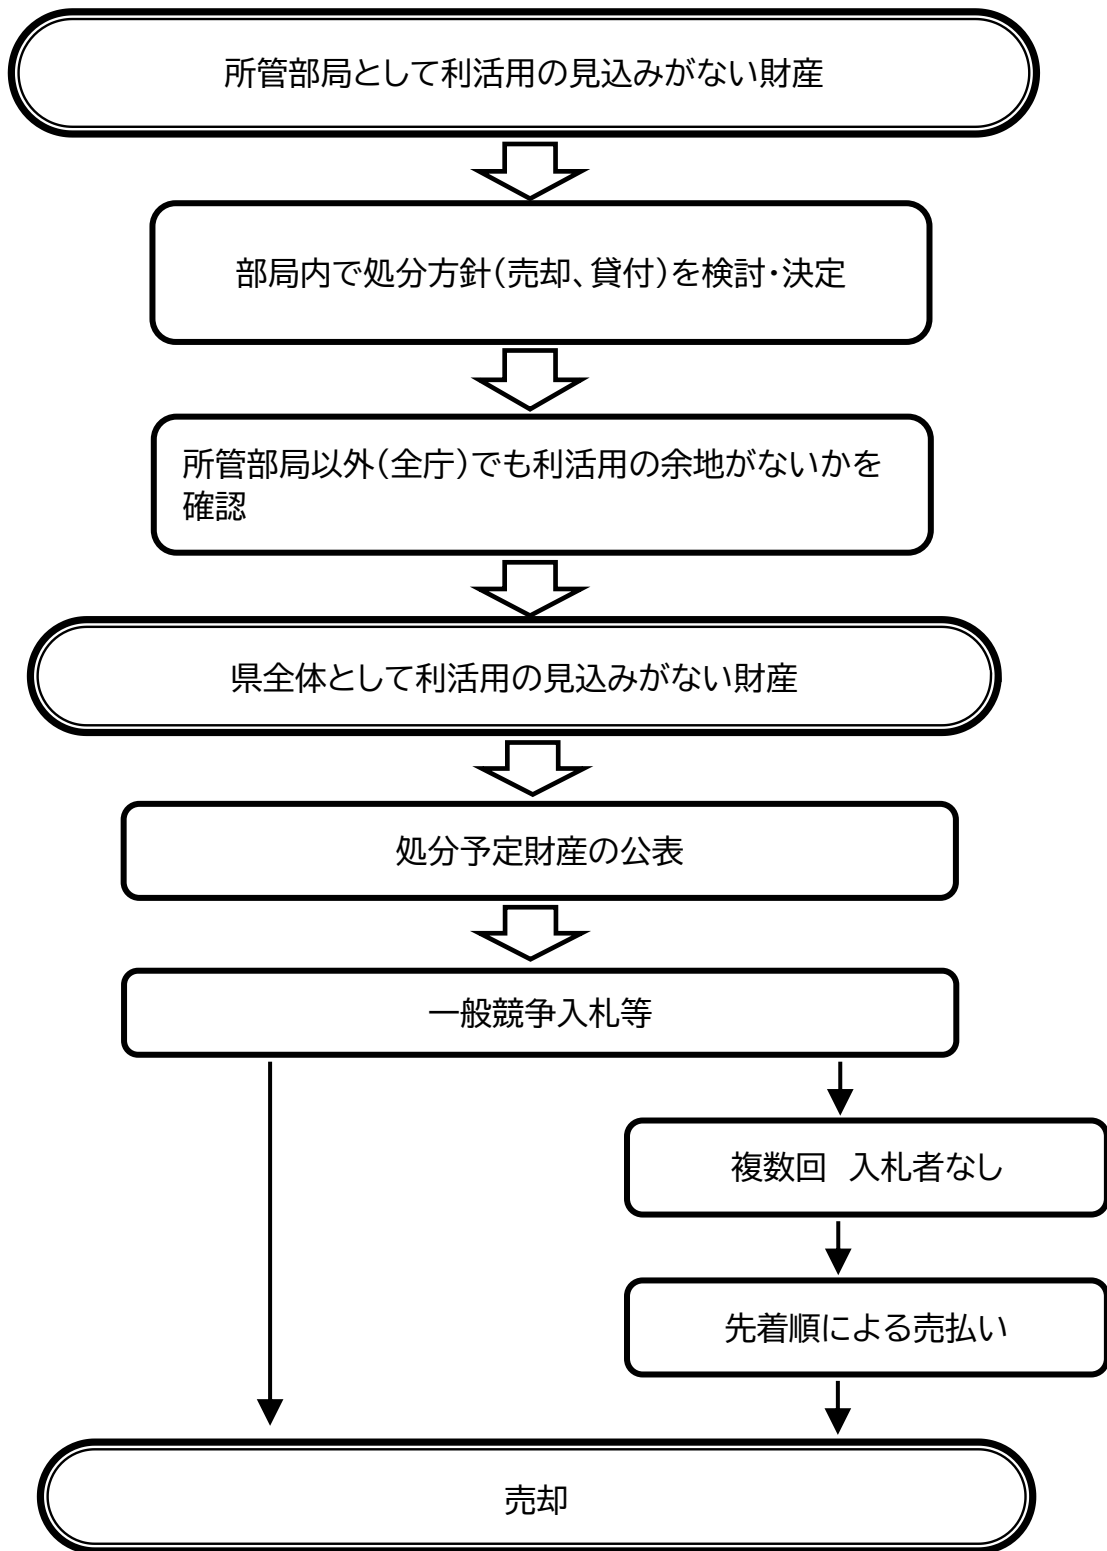 所管部局として利活用の見込みがない財産
部局内で処分方針(売却、貸付)を検討・決定
所管部局以外(全庁)でも利活用の余地がないかを
確認
県全体として利活用の見込みがない財産
処分予定財産の公表
一般競争入札等
複数回　入札者なし
先着順による売払い
売却